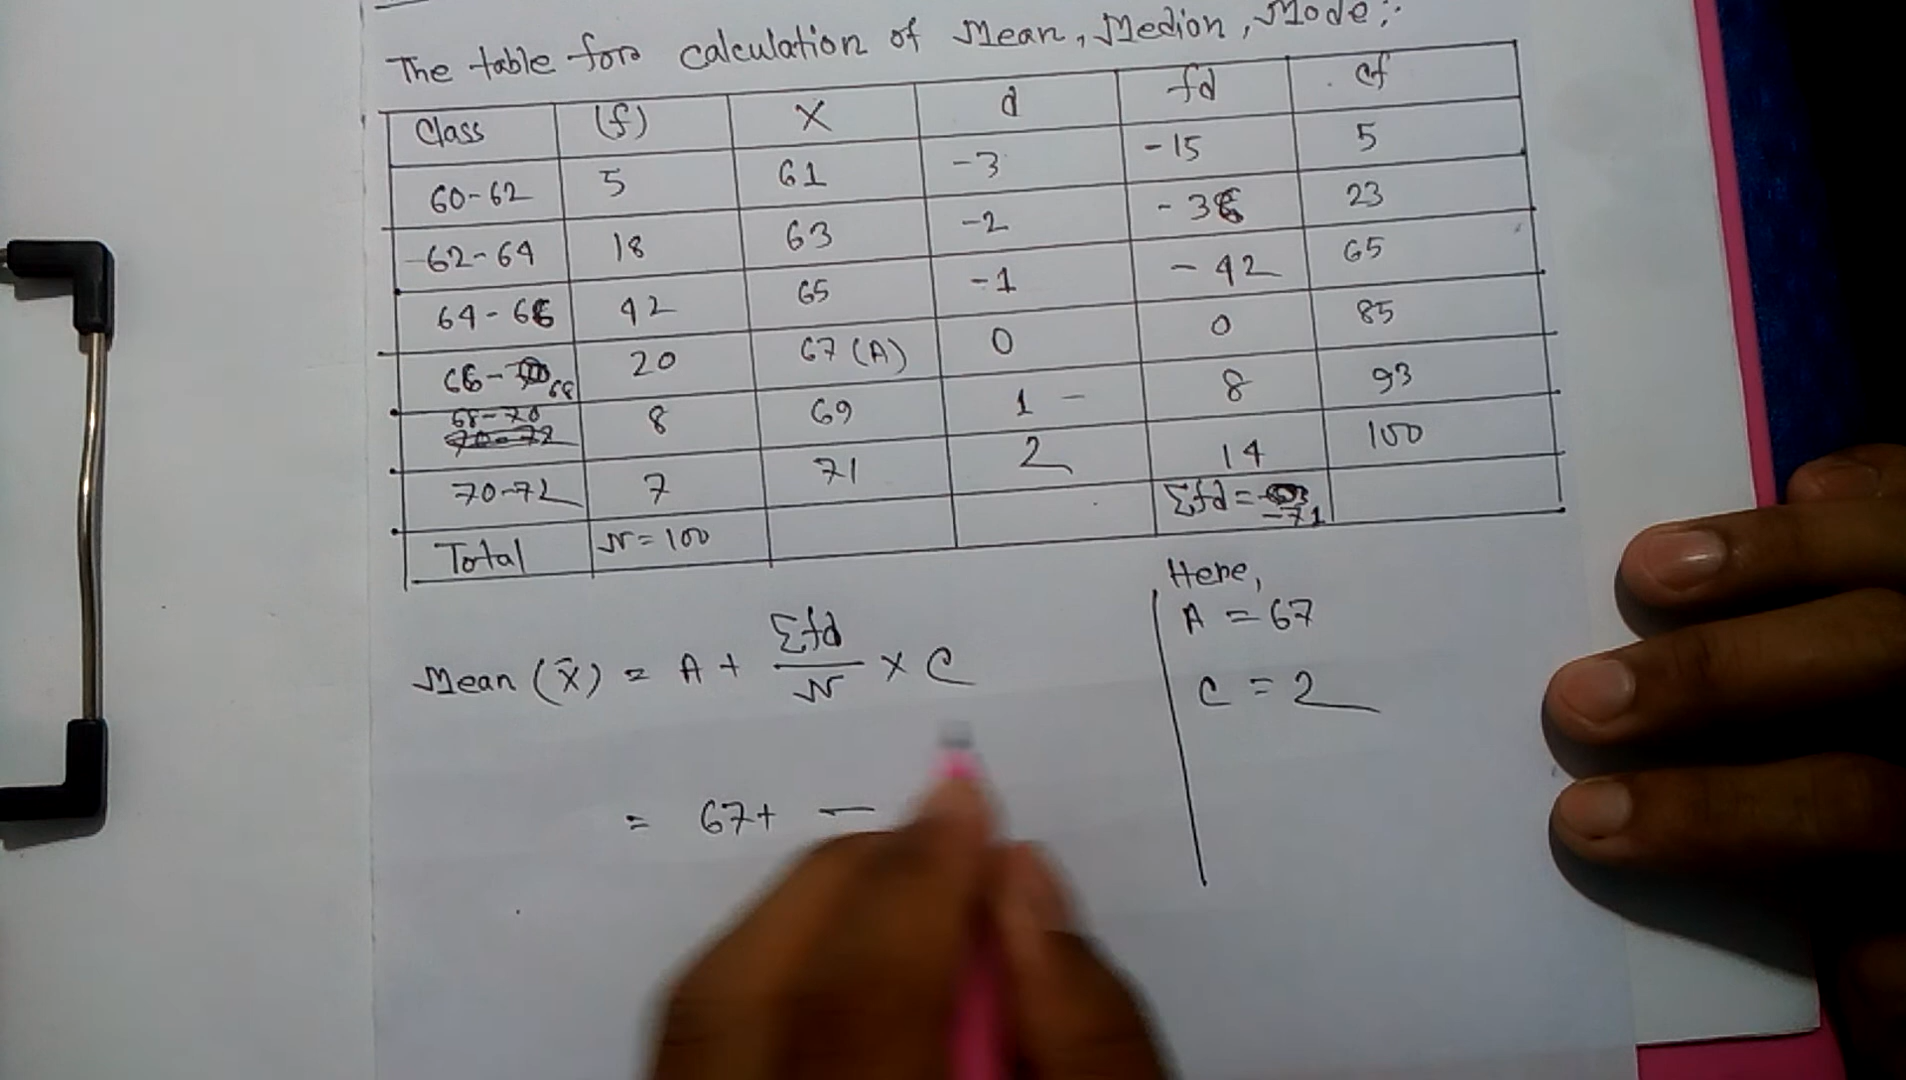 The table for calculation of Mean, Median, Mode:
Class (f) X d fd cf
60-62 5 61 -3 -15 5
62-64 18 63 -2 -36 23
64-66 42 65 -1 -42 65
66-68 20 67 (A) 0 0 85
68-70 8 69 1 8 93
70-72 7 71 2 14 100
Total N = 100 Σfd = -71
Mean (x̄) = A + Σfd/N × C
= 67 +
Here,
A = 67
C = 2